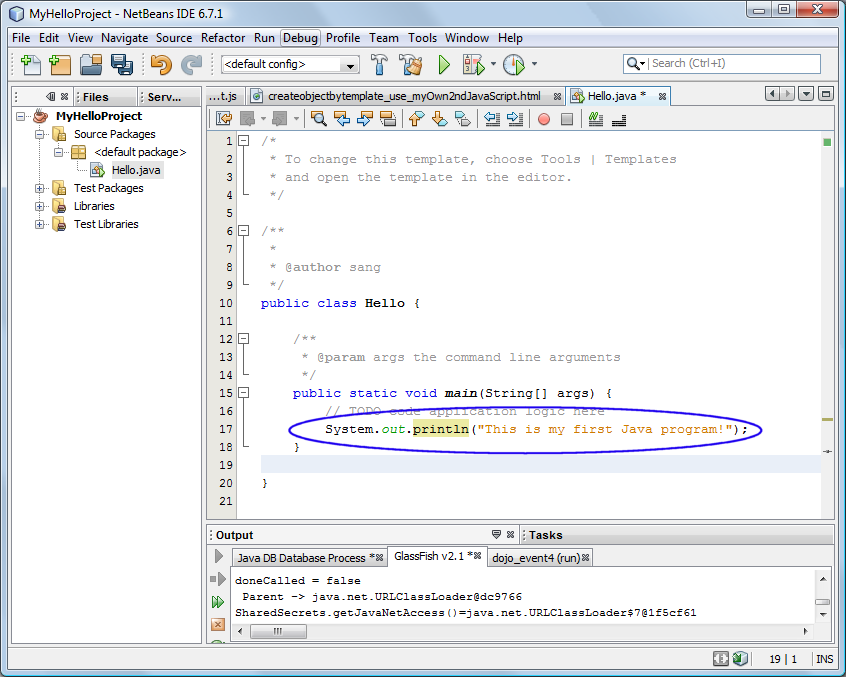 MyHelloProject - NetBeans IDE 6.7.1
File Edit View Navigate Source Refactor Run Debug Profile Team Tools Window Help
<default config>
Search (Ctrl+I)
Files
Serv...
...t.js
createobjectbytemplate_use_myOwn2ndJavaScript.html
Hello.java *
MyHelloProject
Source Packages
<default package>
Hello.java
Test Packages
Libraries
Test Libraries
1 /*
2 * To change this template, choose Tools | Templates
3 * and open the template in the editor.
4 */
5
6 /**
7 *
8 * @author sang
9 */
10 public class Hello {
11
12 /**
13 * @param args the command line arguments
14 */
15 public static void main(String[] args) {
16 // TODO code application logic here
17 System.out.println("This is my first Java program!");
18 }
19
20 }
21
Output
Tasks
Java DB Database Process *
GlassFish v2.1 *
dojo_event4 (run)
doneCalled = false
Parent -> java.net.URLClassLoader@dc9766
SharedSecrets.getJavaNetAccess()=java.net.URLClassLoader$7@1f5cf61
19 | 1
INS